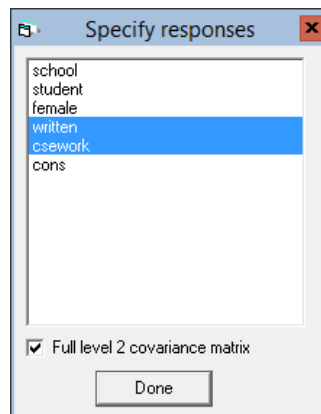 Specify responses
school
student
female
written
csework
cons
Full level 2 covariance matrix
Done